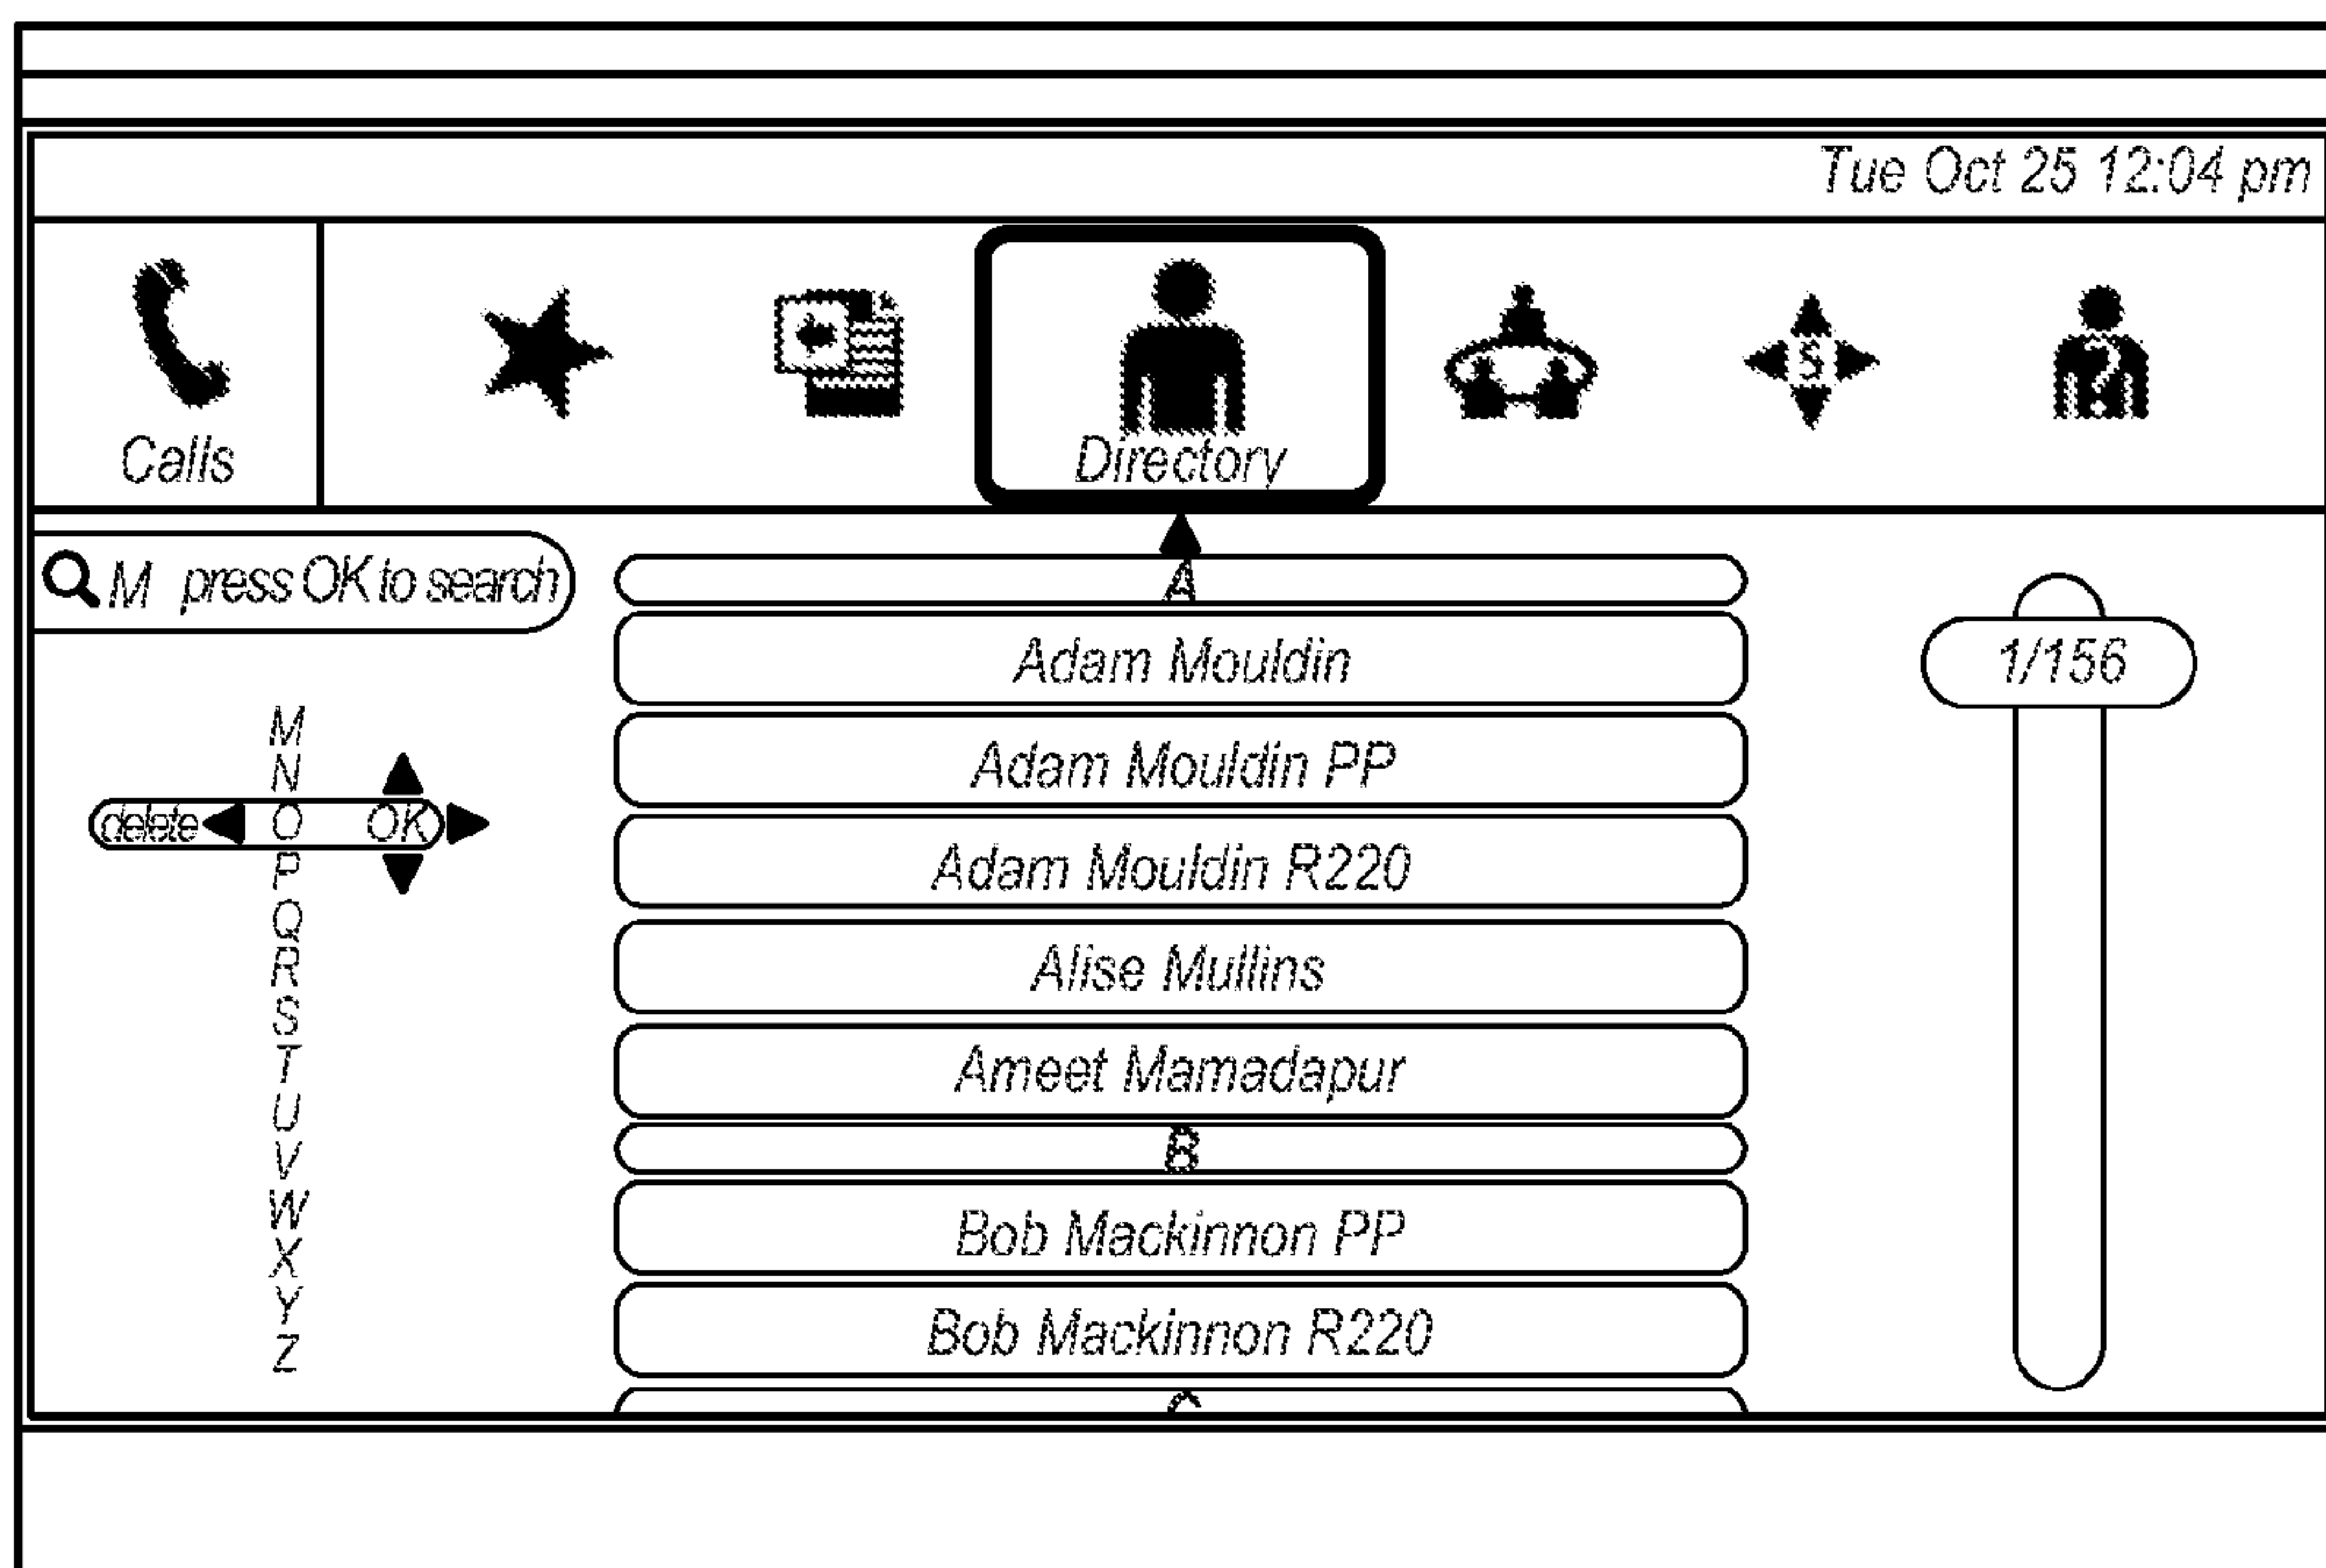 Tue Oct 25 12:04 pm
Calls
Directory
M press OK to search
A
Adam Mouldin
1/156
Adam Mouldin PP
Adam Mouldin R220
Alise Mullins
Ameet Mamadapur
B
Bob Mackinnon PP
Bob Mackinnon R220
C
M
N
delete O OK
P
Q
R
S
T
U
V
W
X
Y
Z
S
?